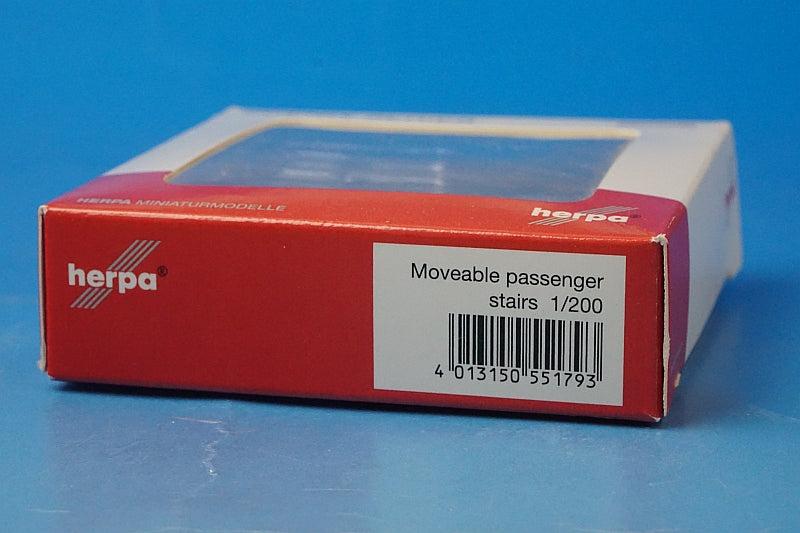 HERPA MINIATURMODELLE
herpa®
herpa®
Moveable passenger
stairs 1/200
4 013150 551793